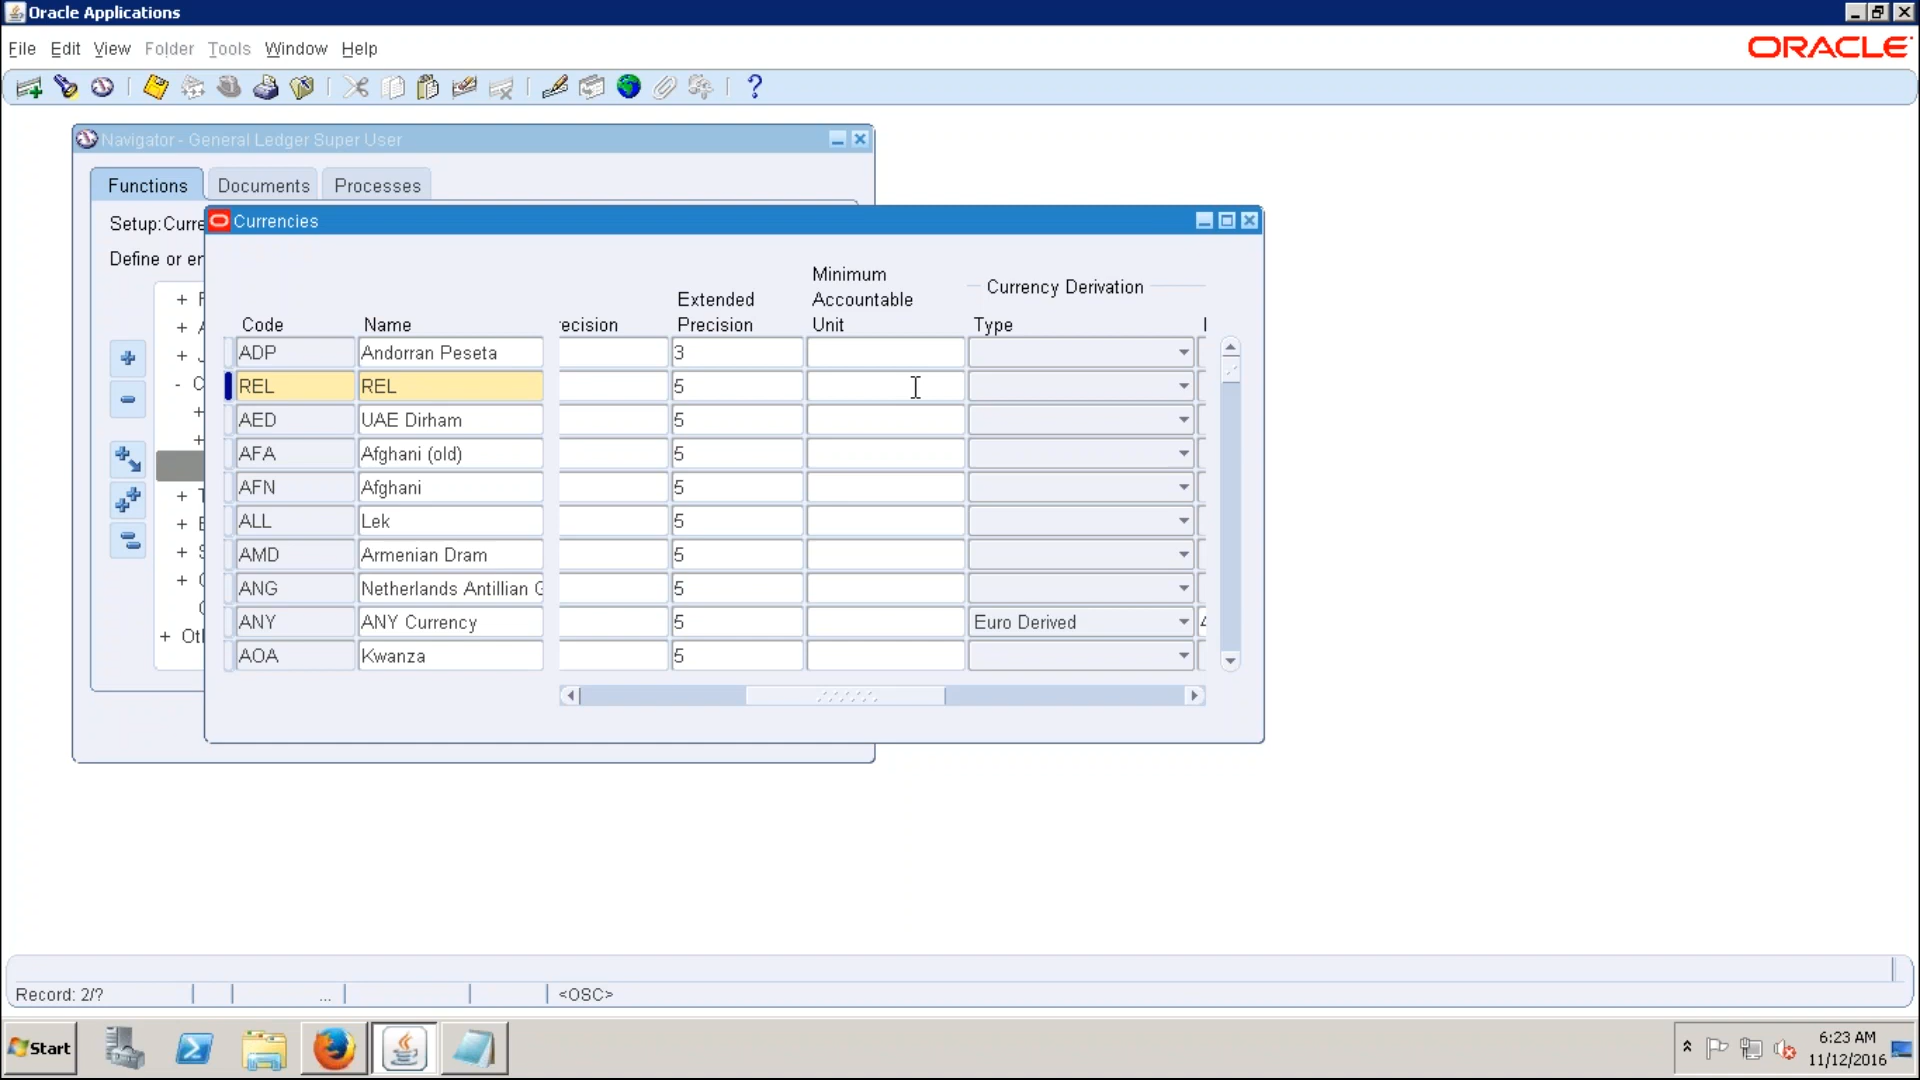 Oracle Applications
File Edit View Folder Tools Window Help
ORACLE
Navigator - General Ledger Super User
Functions Documents Processes
Setup:Curre
Currencies
Define or en
Minimum
Extended Accountable Currency Derivation
Code Name recision Precision Unit Type
ADP Andorran Peseta 3
REL REL 5
AED UAE Dirham 5
AFA Afghani (old) 5
AFN Afghani 5
ALL Lek 5
AMD Armenian Dram 5
ANG Netherlands Antillian G 5
ANY ANY Currency 5 Euro Derived
AOA Kwanza 5
+ Otl
Record: 2/? ... <OSC>
Start
6:23 AM
11/12/2016